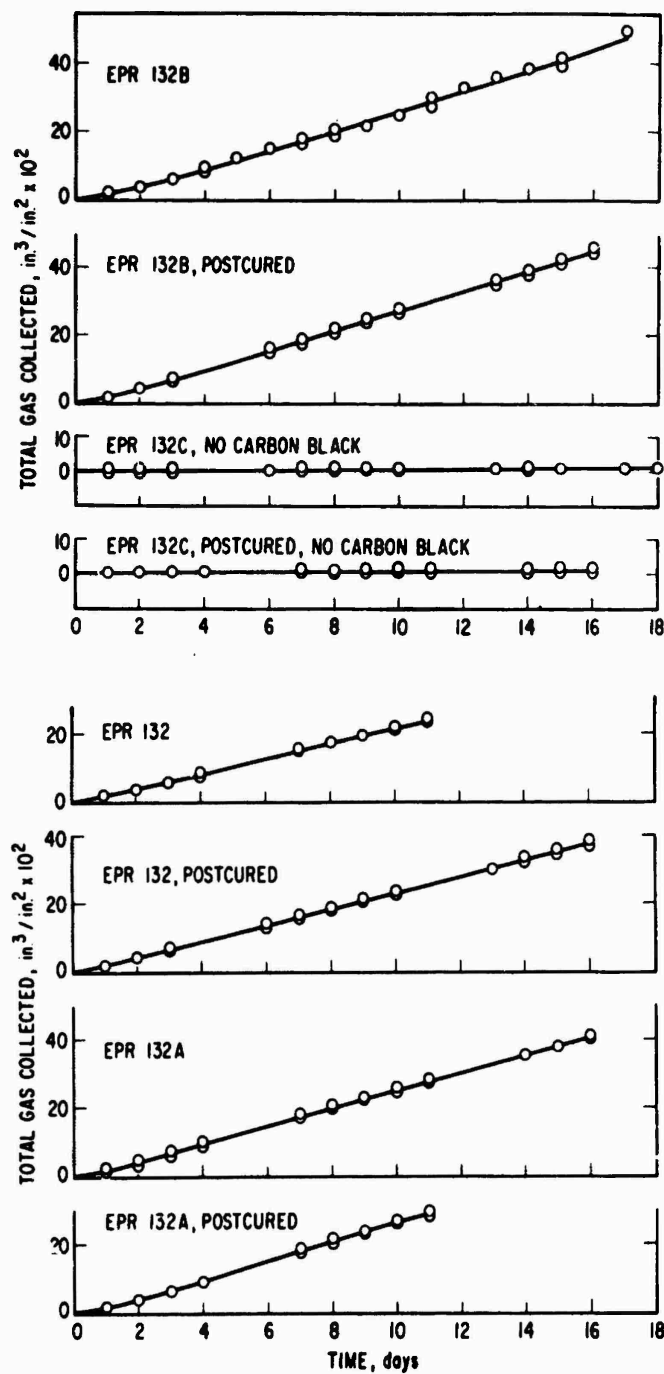 TOTAL GAS COLLECTED, in.³/in.² x 10²
EPR 132B
40
20
0
EPR 132B, POSTCURED
40
20
0
EPR 132C, NO CARBON BLACK
10
0
EPR 132C, POSTCURED, NO CARBON BLACK
10
0
0 2 4 6 8 10 12 14 16 18
TOTAL GAS COLLECTED, in.³/in.² x 10²
EPR 132
20
0
EPR 132, POSTCURED
40
20
0
EPR 132A
40
20
0
EPR 132A, POSTCURED
20
0
0 2 4 6 8 10 12 14 16 18
TIME, days